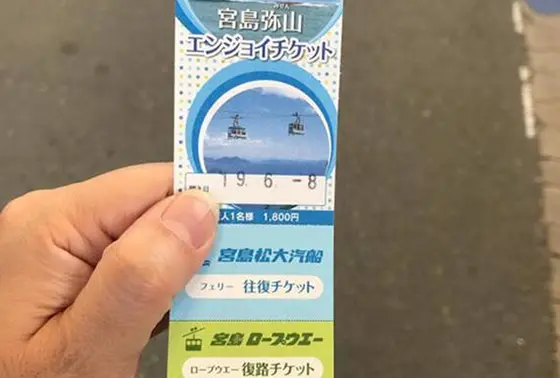 みせん
宮島弥山
エンジョイチケット
19. 6. -8
人1名様 1,800円
宮島松大汽船
フェリー 往復チケット
宮島 ロープウエー
ロープウエー 復路チケット